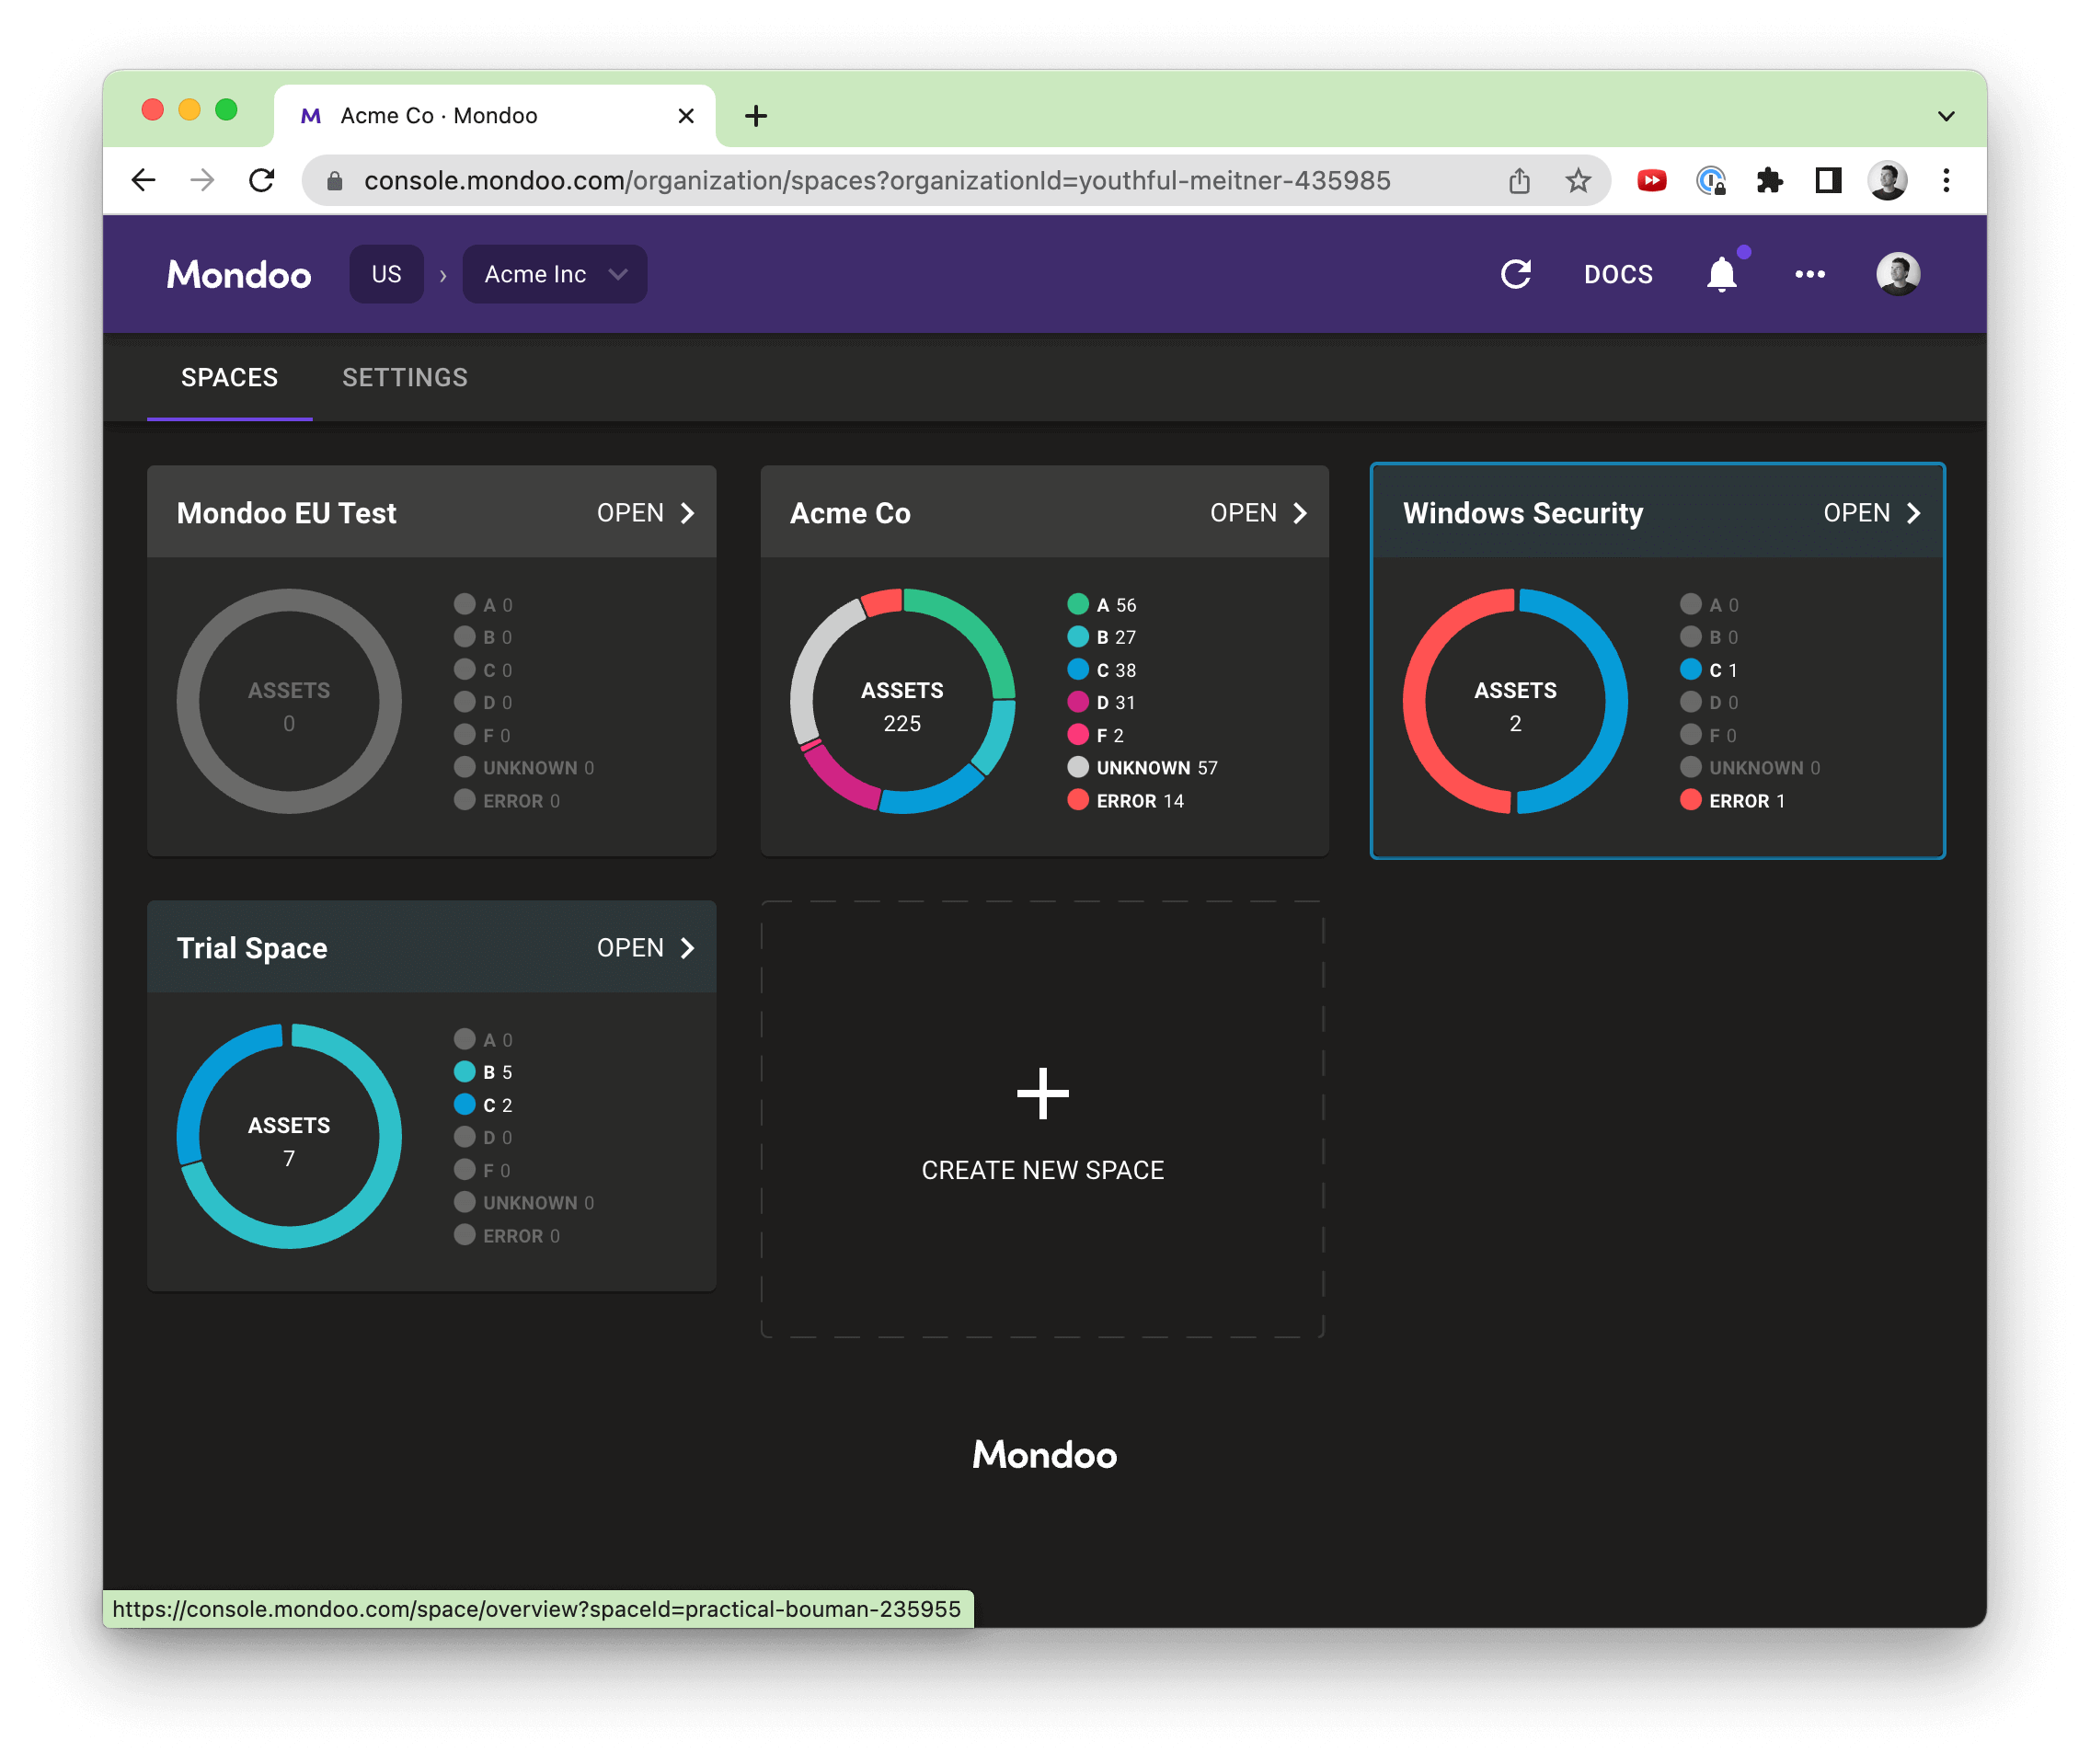 Acme Co · Mondoo
console.mondoo.com/organization/spaces?organizationId=youthful-meitner-435985
Mondoo US › Acme Inc DOCS
SPACES SETTINGS
Mondoo EU Test OPEN
ASSETS
0
A 0
B 0
C 0
D 0
F 0
UNKNOWN 0
ERROR 0
Acme Co OPEN
ASSETS
225
A 56
B 27
C 38
D 31
F 2
UNKNOWN 57
ERROR 14
Windows Security OPEN
ASSETS
2
A 0
B 0
C 1
D 0
F 0
UNKNOWN 0
ERROR 1
Trial Space OPEN
ASSETS
7
A 0
B 5
C 2
D 0
F 0
UNKNOWN 0
ERROR 0
CREATE NEW SPACE
Mondoo
https://console.mondoo.com/space/overview?spaceId=practical-bouman-235955